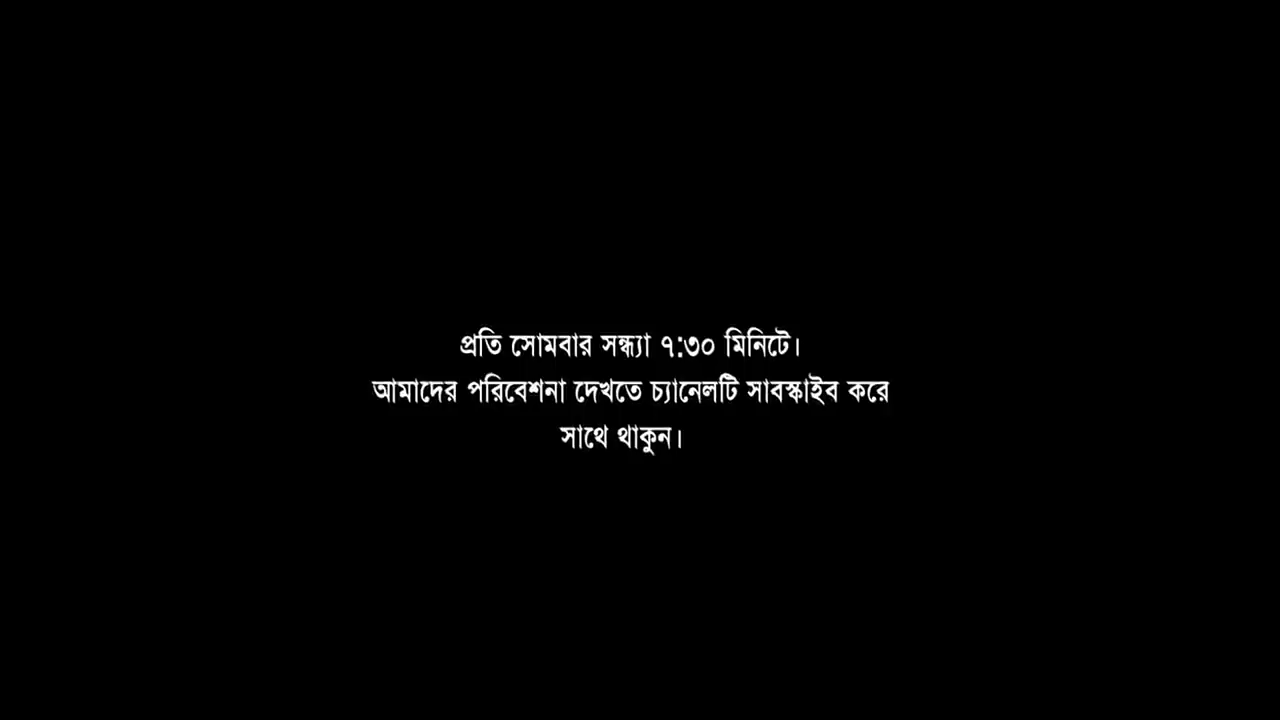 প্রতি সোমবার সন্ধ্যা ৭:৩০ মিনিটে।
আমাদের পরিবেশনা দেখতে চ্যানেলটি সাবস্কাইব করে
সাথে থাকুন।